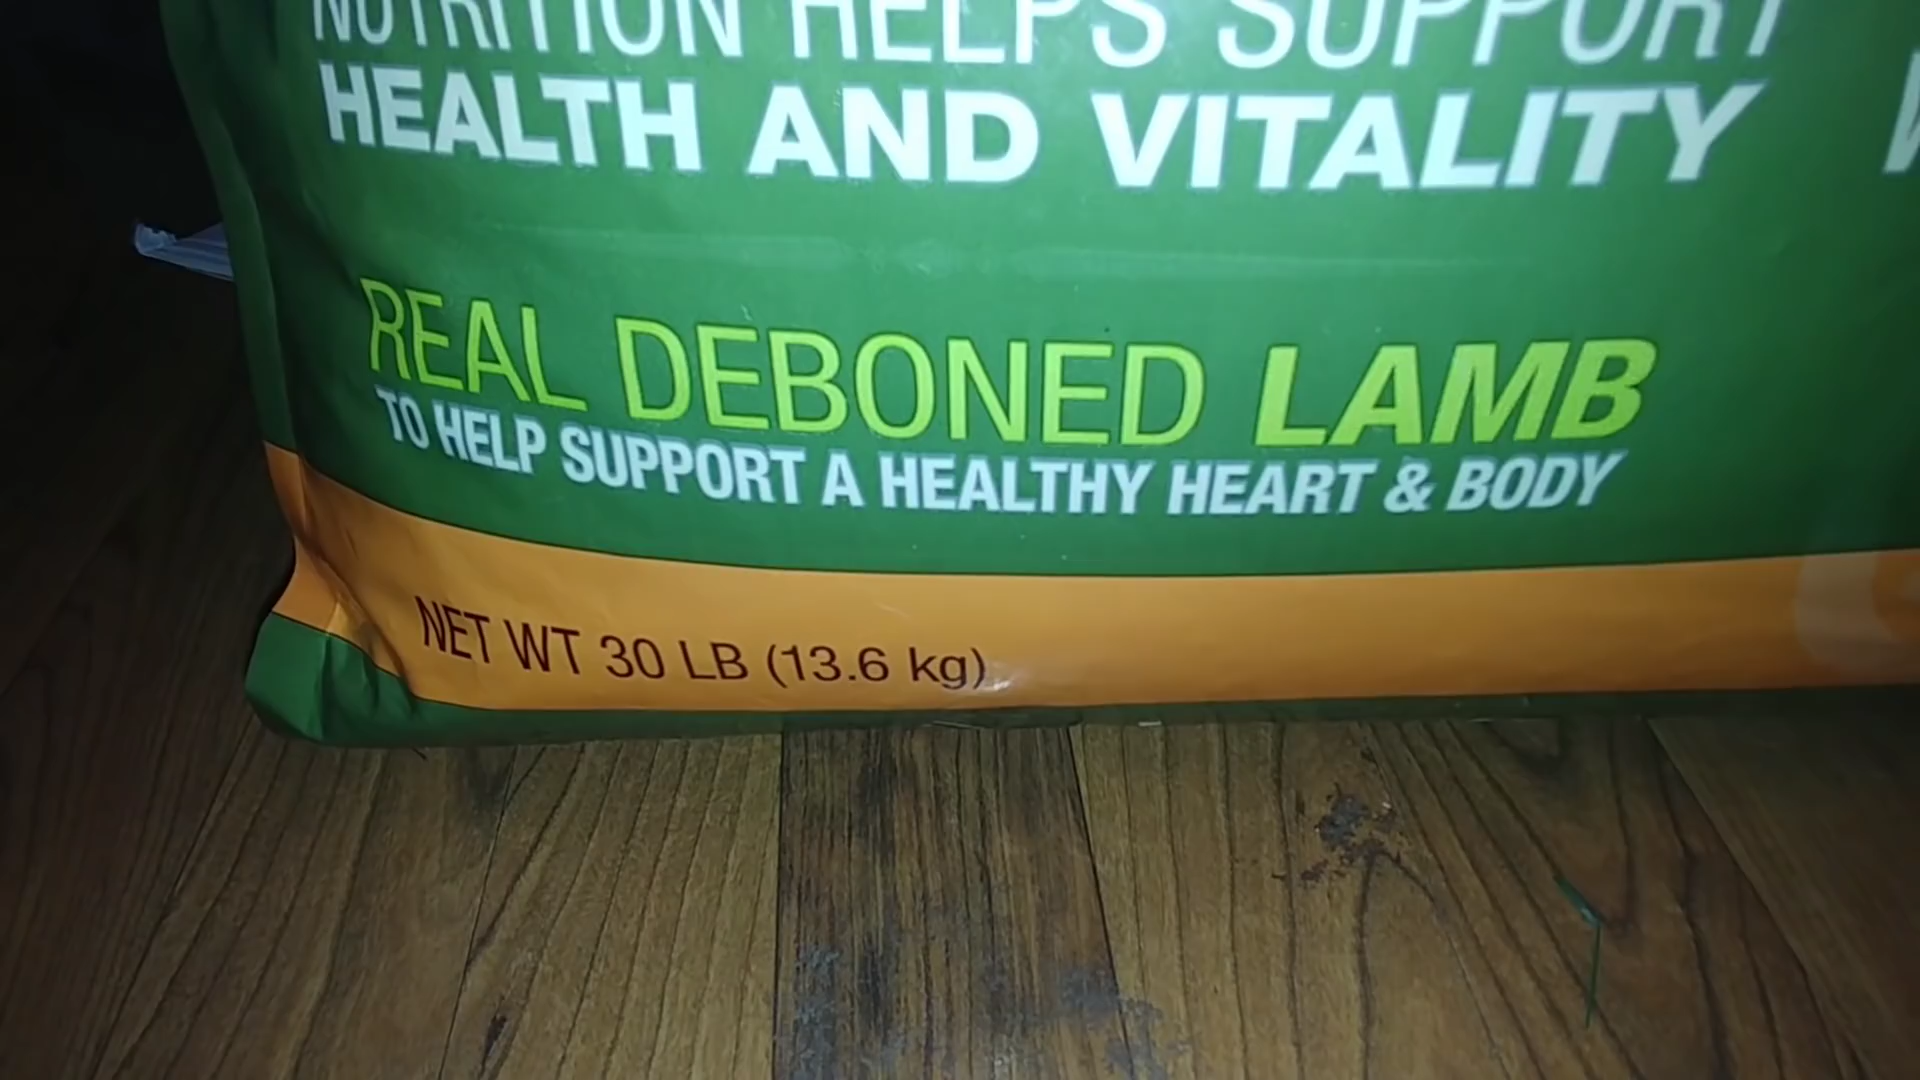 NUTRITION HELPS SUPPORT
HEALTH AND VITALITY
REAL DEBONED LAMB
TO HELP SUPPORT A HEALTHY HEART & BODY
NET WT 30 LB (13.6 kg)